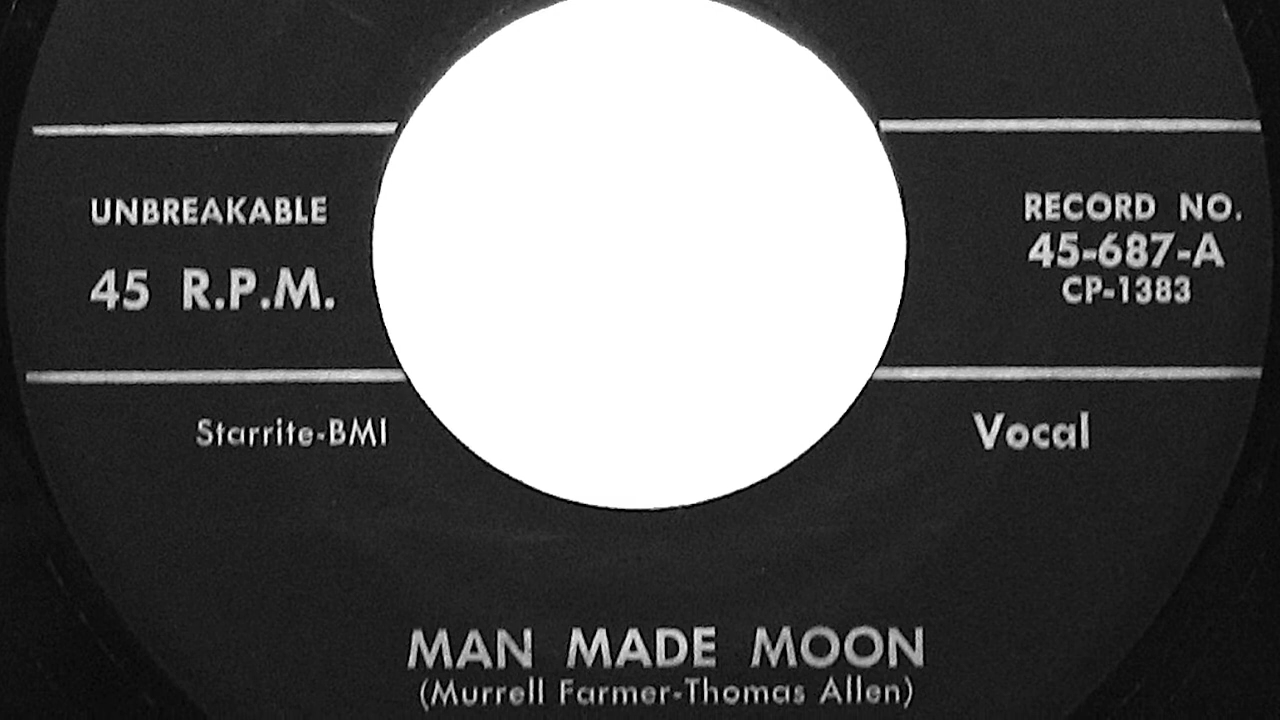 UNBREAKABLE
45 R.P.M.
RECORD NO.
45-687-A
CP-1383
Starrite-BMI
Vocal
MAN MADE MOON
(Murrell Farmer-Thomas Allen)